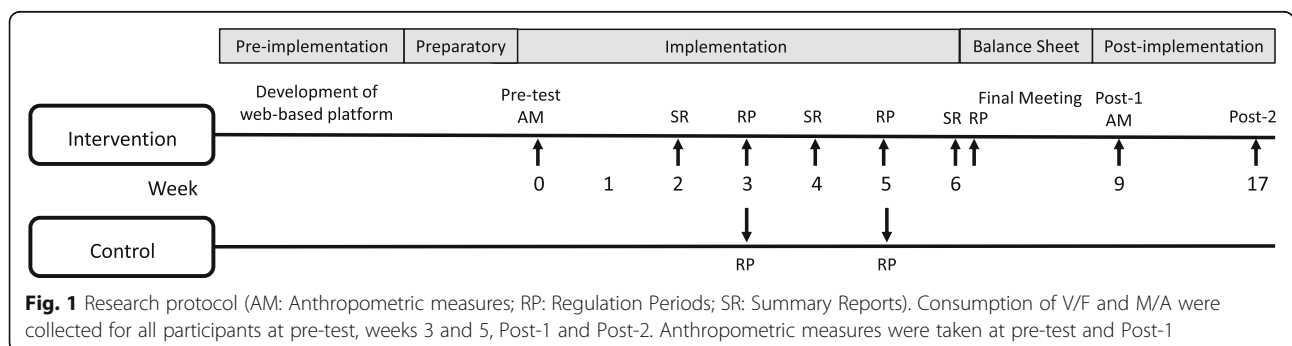 Pre-implementation Preparatory Implementation Balance Sheet Post-implementation
Development of
web-based platform
Pre-test
AM SR RP SR RP SR RP Final Meeting Post-1
AM Post-2
Intervention
Week 0 1 2 3 4 5 6 9 17
Control
RP RP
Fig. 1 Research protocol (AM: Anthropometric measures; RP: Regulation Periods; SR: Summary Reports). Consumption of V/F and M/A were
collected for all participants at pre-test, weeks 3 and 5, Post-1 and Post-2. Anthropometric measures were taken at pre-test and Post-1